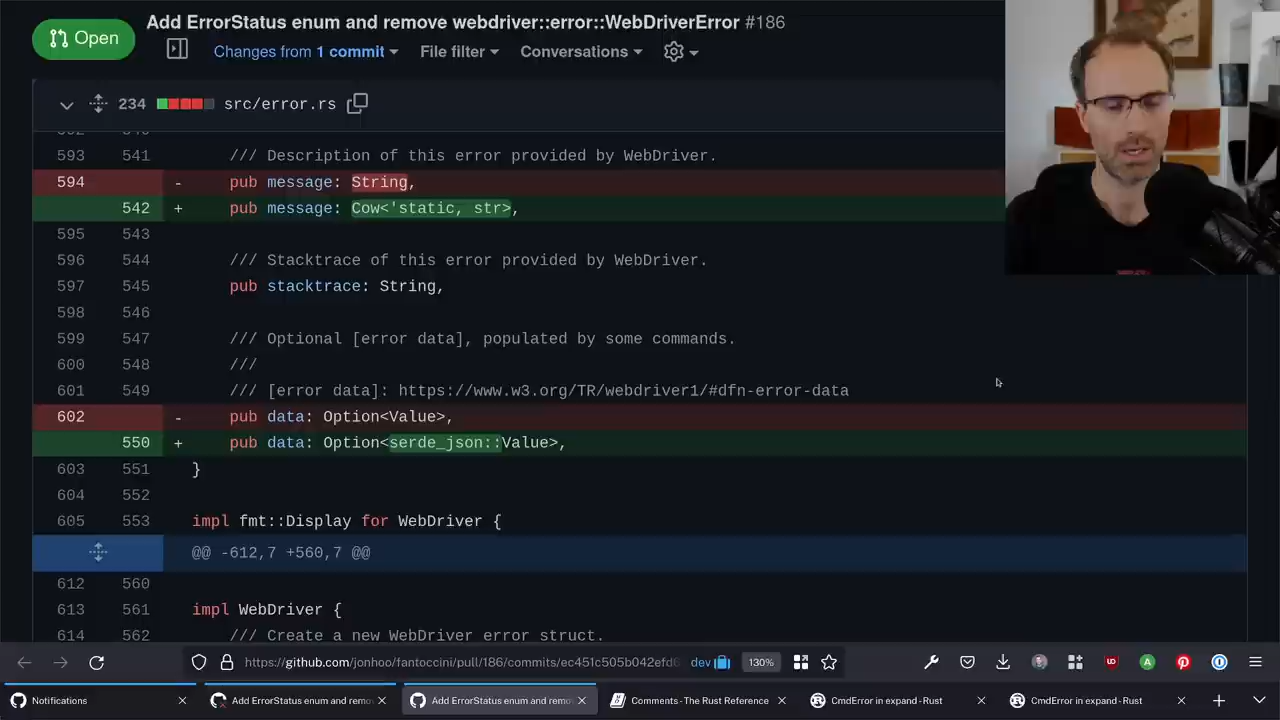 Open
Add ErrorStatus enum and remove webdriver::error::WebDriverError #186
Changes from 1 commit File filter Conversations
234 src/error.rs
593 541 /// Description of this error provided by WebDriver.
594 - pub message: String,
542 + pub message: Cow<'static, str>,
595 543
596 544 /// Stacktrace of this error provided by WebDriver.
597 545 pub stacktrace: String,
598 546
599 547 /// Optional [error data], populated by some commands.
600 548 ///
601 549 /// [error data]: https://www.w3.org/TR/webdriver1/#dfn-error-data
602 - pub data: Option<Value>,
550 + pub data: Option<serde_json::Value>,
603 551 }
604 552
605 553 impl fmt::Display for WebDriver {
@@ -612,7 +560,7 @@
612 560
613 561 impl WebDriver {
614 562 /// Create a new WebDriver error struct.
https://github.com/jonhoo/fantoccini/pull/186/commits/ec451c505b042efd6 dev 130%
Notifications Add ErrorStatus enum and remo Add ErrorStatus enum and remo Comments - The Rust Reference CmdError in expand - Rust CmdError in expand - Rust